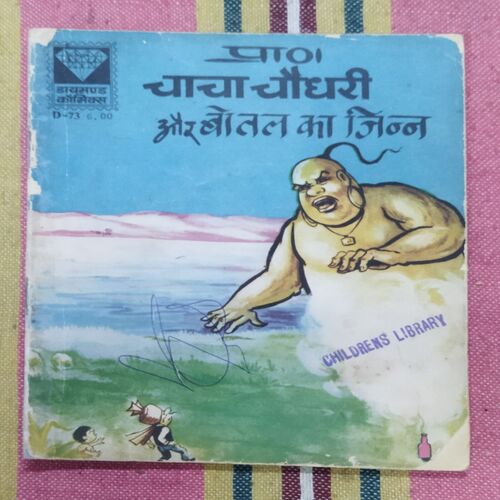 डायमण्ड
कॉमिक्स
D-73 6.00
प्राण
चाचा चौधरी
और बोतल का जिन्न
CHILDRENS LIBRARY